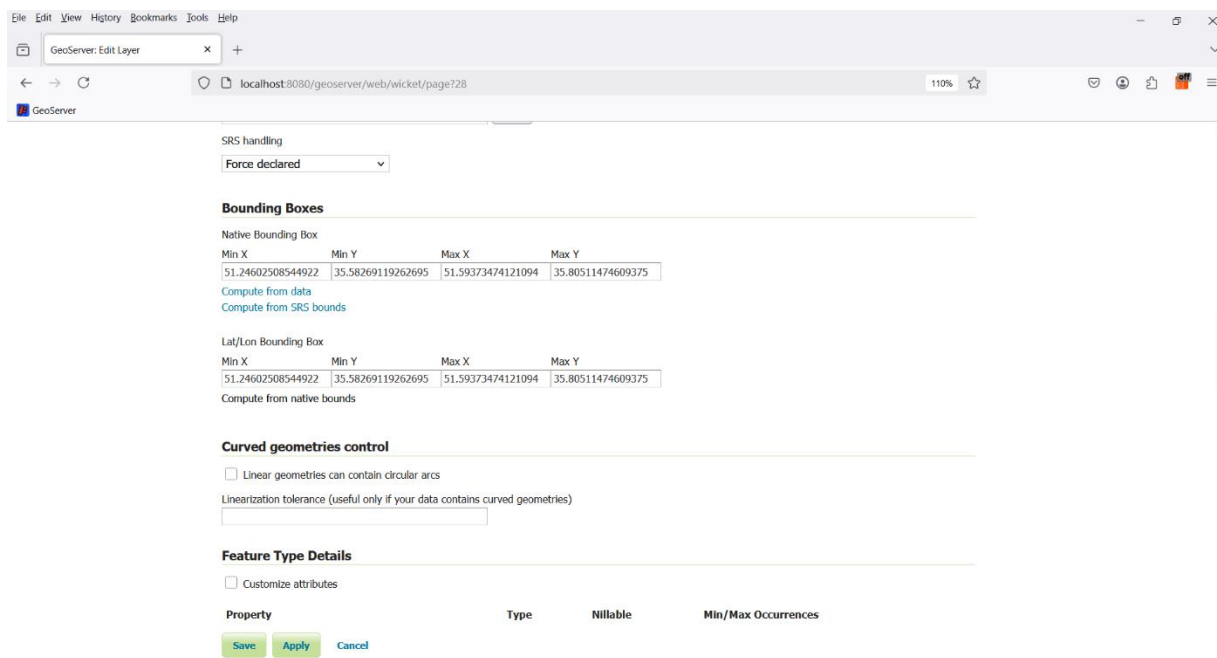 File Edit View History Bookmarks Tools Help
GeoServer: Edit Layer
localhost:8080/geoserver/web/wicket/page?28 110% off
GeoServer
SRS handling
Force declared
Bounding Boxes
Native Bounding Box
Min X Min Y Max X Max Y
51.24602508544922 35.58269119262695 51.59373474121094 35.80511474609375
Compute from data
Compute from SRS bounds
Lat/Lon Bounding Box
Min X Min Y Max X Max Y
51.24602508544922 35.58269119262695 51.59373474121094 35.80511474609375
Compute from native bounds
Curved geometries control
Linear geometries can contain circular arcs
Linearization tolerance (useful only if your data contains curved geometries)
Feature Type Details
Customize attributes
Property Type Nillable Min/Max Occurrences
Save Apply Cancel